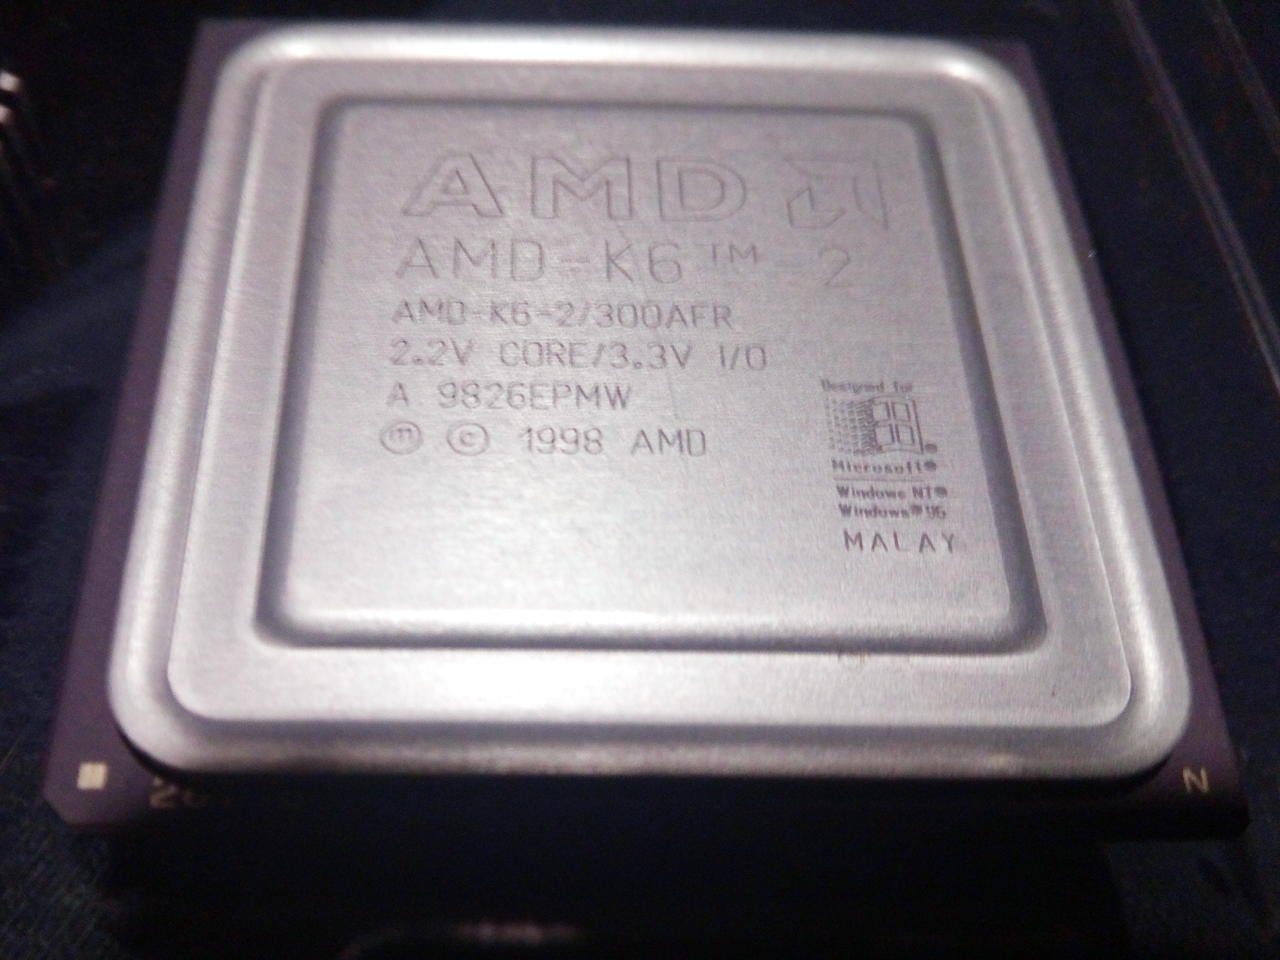 AMD
AMD-K6™ 2
AMD-K6-2/300AFR
2.2V CORE/3.3V I/O
A 9826EPMW
ⓜ © 1998 AMD
Designed for
Microsoft®
Windows NT®
Windows® 95
MALAY
N